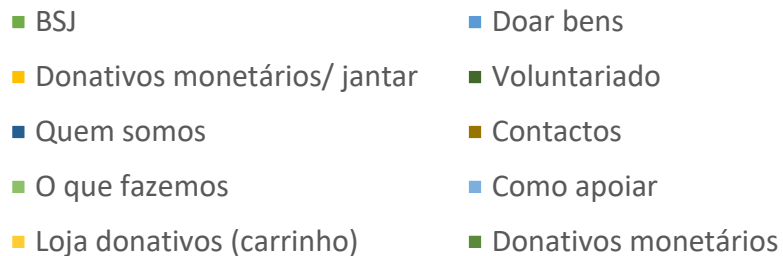 BSJ
Doar bens
Donativos monetários/ jantar
Voluntariado
Quem somos
Contactos
O que fazemos
Como apoiar
Loja donativos (carrinho)
Donativos monetários